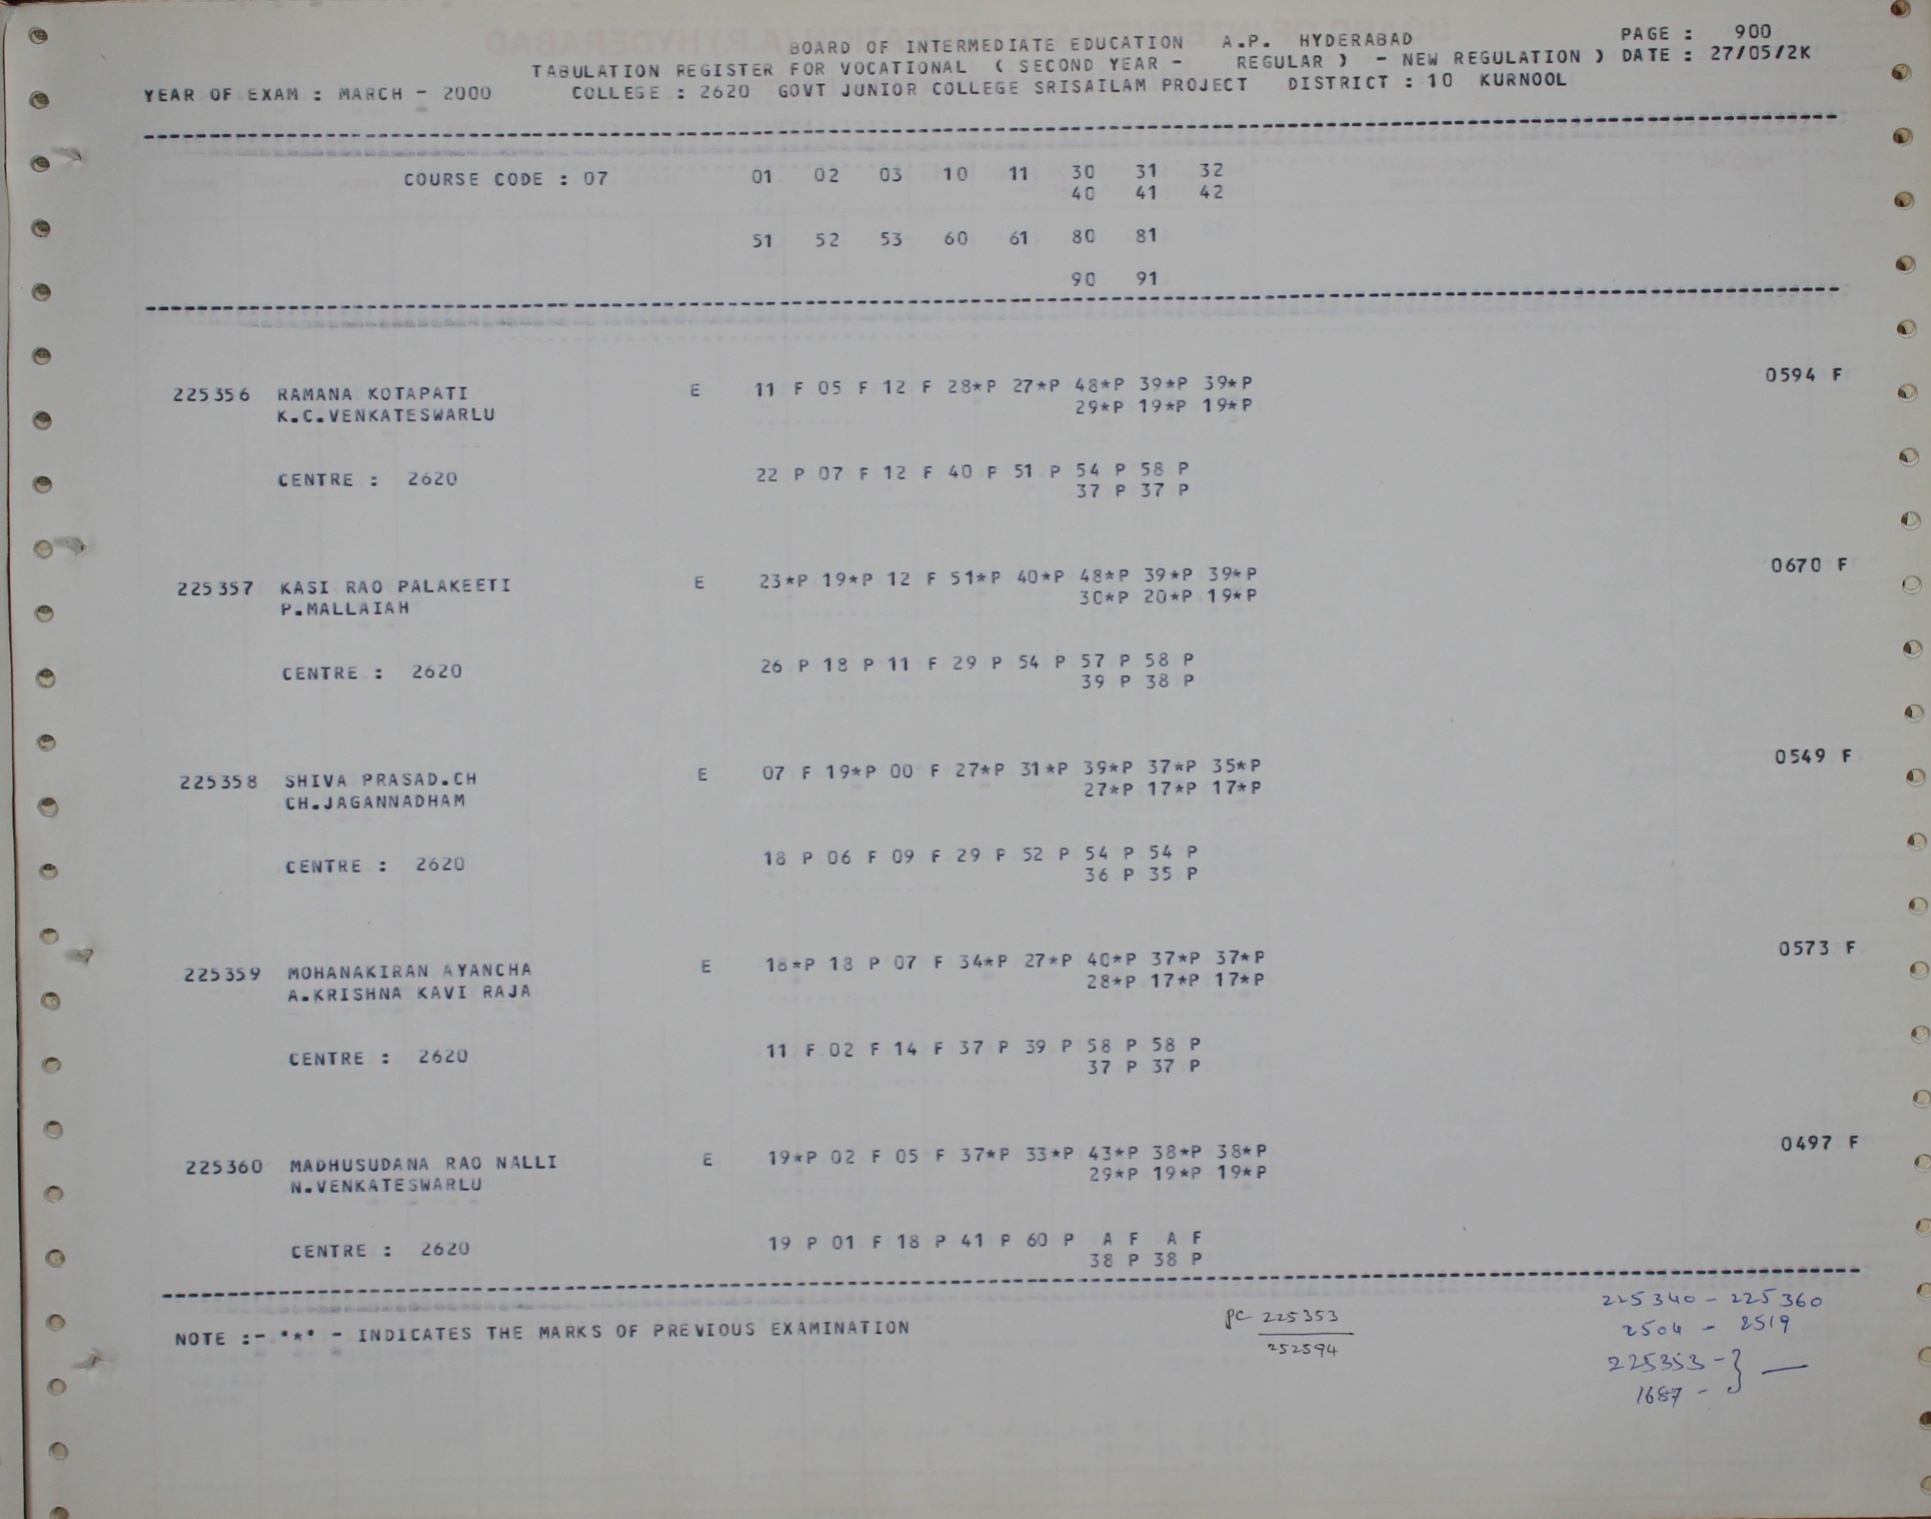 BOARD OF INTERMEDIATE EDUCATION A.P. HYDERABAD PAGE : 900
TABULATION REGISTER FOR VOCATIONAL ( SECOND YEAR - REGULAR ) - NEW REGULATION ) DATE : 27/05/2K
YEAR OF EXAM : MARCH - 2000 COLLEGE : 2620 GOVT JUNIOR COLLEGE SRISAILAM PROJECT DISTRICT : 10 KURNOOL
COURSE CODE : 07 01 02 03 10 11 30 31 32
40 41 42
51 52 53 60 61 80 81
90 91
225356 RAMANA KOTAPATI E 11 F 05 F 12 F 28*P 27*P 48*P 39*P 39*P 0594 F
K.C.VENKATESWARLU 29*P 19*P 19*P
CENTRE : 2620 22 P 07 F 12 F 40 P 51 P 54 P 58 P
37 P 37 P
225357 KASI RAO PALAKEETI E 23*P 19*P 12 F 51*P 40*P 48*P 39*P 39*P 0670 F
P.MALLAIAH 30*P 20*P 19*P
CENTRE : 2620 26 P 18 P 11 F 29 P 54 P 57 P 58 P
39 P 38 P
225358 SHIVA PRASAD.CH E 07 F 19*P 00 F 27*P 31*P 39*P 37*P 35*P 0549 F
CH.JAGANNADHAM 27*P 17*P 17*P
CENTRE : 2620 18 P 06 F 09 F 29 P 52 P 54 P 54 P
36 P 35 P
225359 MOHANAKIRAN AYANCHA E 18*P 18 P 07 F 34*P 27*P 40*P 37*P 37*P 0573 F
A.KRISHNA KAVI RAJA 28*P 17*P 17*P
CENTRE : 2620 11 F 02 F 14 F 37 P 39 P 58 P 58 P
37 P 37 P
225360 MADHUSUDANA RAO NALLI E 19*P 02 F 05 F 37*P 33*P 43*P 38*P 38*P 0497 F
N.VENKATESWARLU 29*P 19*P 19*P
CENTRE : 2620 19 P 01 F 18 P 41 P 60 P A F A F
38 P 38 P
NOTE :- "*" - INDICATES THE MARKS OF PREVIOUS EXAMINATION
PC 225353
252594
225340 - 225360
2504 - 2519
225353 - } —
1687 -